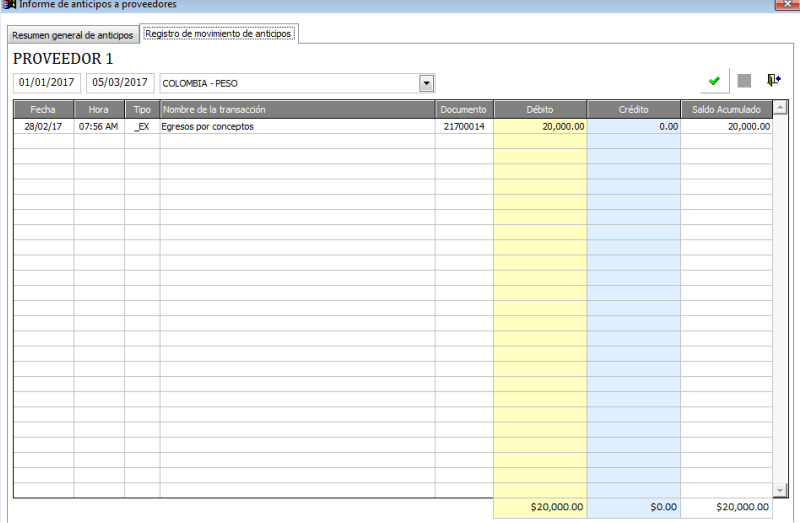 Informe de anticipos a proveedores
Resumen general de anticipos Registro de movimiento de anticipos
PROVEEDOR 1
01/01/2017 05/03/2017 COLOMBIA - PESO
Fecha Hora Tipo Nombre de la transacción Documento Débito Crédito Saldo Acumulado
28/02/17 07:56 AM _EX Egresos por conceptos 21700014 20,000.00 0.00 20,000.00
$20,000.00 $0.00 $20,000.00